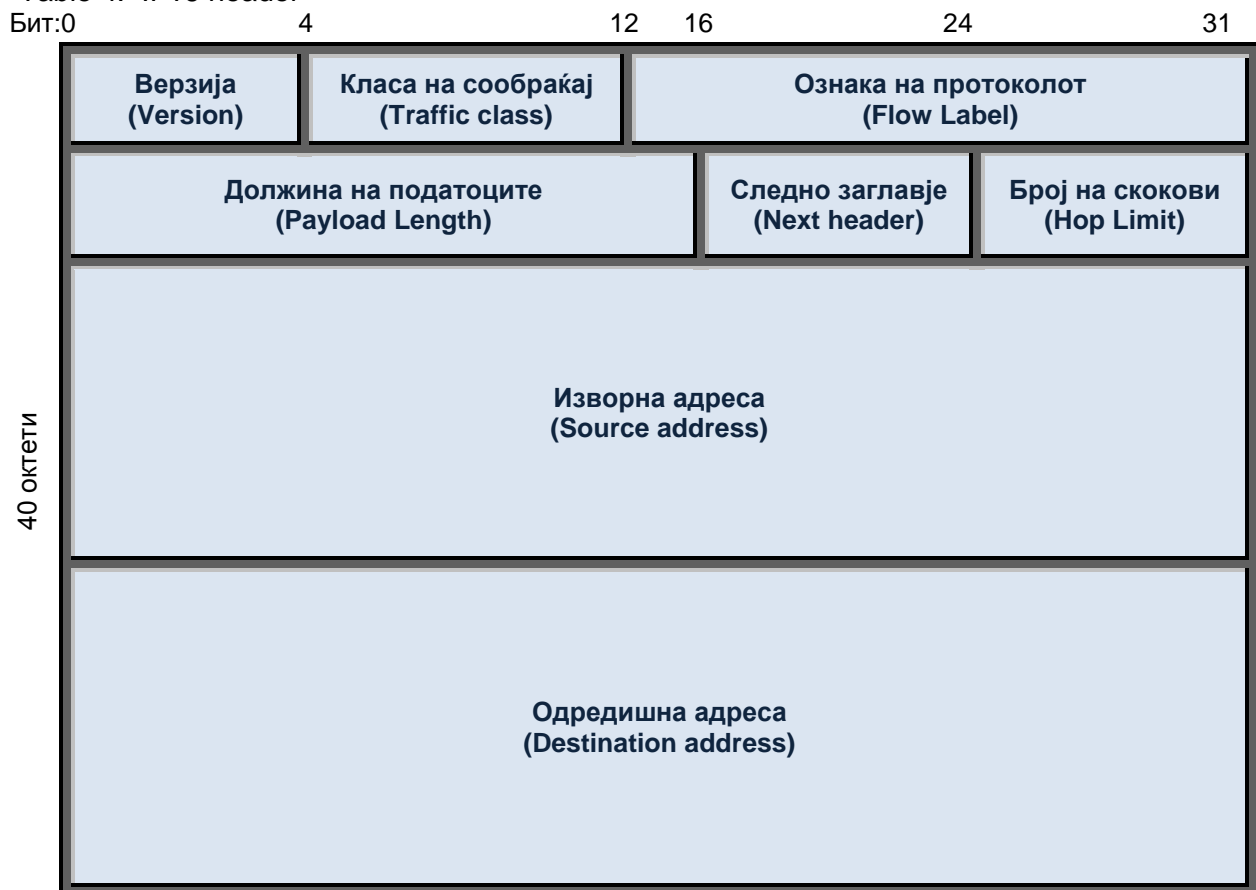 Бит:0 4 12 16 24 31
Верзија
(Version)
Класа на сообраќај
(Traffic class)
Ознака на протоколот
(Flow Label)
Должина на податоците
(Payload Length)
Следно заглавје
(Next header)
Број на скокови
(Hop Limit)
40 октети
Изворна адреса
(Source address)
Одредишна адреса
(Destination address)